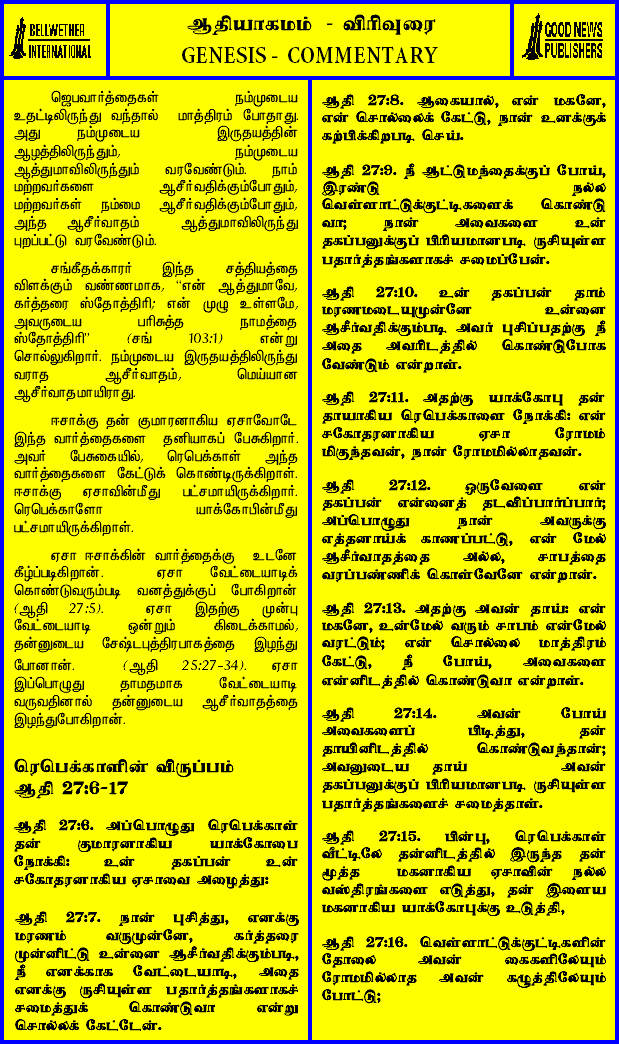 BELLWETHER
INTERNATIONAL
ஆதியாகமம் - விரிவுரை
GENESIS - COMMENTARY
GOOD NEWS
PUBLISHERS
ஜெபவார்த்தைகள் நம்முடைய
உதட்டிலிருந்து வந்தால் மாத்திரம் போதாது.
அது நம்முடைய இருதயத்தின்
ஆழத்திலிருந்தும், நம்முடைய
ஆத்துமாவிலிருந்தும் வரவேண்டும். நாம்
மற்றவர்களை ஆசீர்வதிக்கும்போதும்,
மற்றவர்கள் நம்மை ஆசீர்வதிக்கும்போதும்,
அந்த ஆசீர்வாதம் ஆத்துமாவிலிருந்து
புறப்பட்டு வரவேண்டும்.
சங்கீதக்காரர் இந்த சத்தியத்தை
விளக்கும் வண்ணமாக, “என் ஆத்துமாவே,
கர்த்தரை ஸ்தோத்திரி; என் முழு உள்ளமே,
அவருடைய பரிசுத்த நாமத்தை
ஸ்தோத்திரி” (சங் 103:1) என்று
சொல்லுகிறார். நம்முடைய இருதயத்திலிருந்து
வராத ஆசீர்வாதம், மெய்யான
ஆசீர்வாதமாயிராது.
ஈசாக்கு தன் குமாரனாகிய ஏசாவோடே
இந்த வார்த்தைகளை தனியாகப் பேசுகிறார்.
அவர் பேசுகையில், ரெபெக்காள் அந்த
வார்த்தைகளை கேட்டுக் கொண்டிருக்கிறாள்.
ஈசாக்கு ஏசாவின்மீது பட்சமாயிருக்கிறார்.
ரெபெக்காளோ யாக்கோபின்மீது
பட்சமாயிருக்கிறாள்.
ஏசா ஈசாக்கின் வார்த்தைக்கு உடனே
கீழ்ப்படிகிறான். ஏசா வேட்டையாடிக்
கொண்டுவரும்படி வனத்துக்குப் போகிறான்
(ஆதி 27:5). ஏசா இதற்கு முன்பு
வேட்டையாடி ஒன்றும் கிடைக்காமல்,
தன்னுடைய சேஷ்டபுத்திரபாகத்தை இழந்து
போனான். (ஆதி 25:27-34). ஏசா
இப்பொழுது தாமதமாக வேட்டையாடி
வருவதினால் தன்னுடைய ஆசீர்வாதத்தை
இழந்துபோகிறான்.
ரெபெக்காளின் விருப்பம்
ஆதி 27:6-17
ஆதி 27:6. அப்பொழுது ரெபெக்காள்
தன் குமாரனாகிய யாக்கோபை
நோக்கி: உன் தகப்பன் உன்
சகோதரனாகிய ஏசாவை அழைத்து:
ஆதி 27:7. நான் புசித்து, எனக்கு
மரணம் வருமுன்னே, கர்த்தரை
முன்னிட்டு உன்னை ஆசீர்வதிக்கும்படி,
நீ எனக்காக வேட்டையாடி, அதை
எனக்கு ருசியுள்ள பதார்த்தங்களாகச்
சமைத்துக் கொண்டுவா என்று
சொல்லக் கேட்டேன்.
ஆதி 27:8. ஆகையால், என் மகனே,
என் சொல்லைக் கேட்டு, நான் உனக்குக்
கற்பிக்கிறபடி செய்.
ஆதி 27:9. நீ ஆட்டுமந்தைக்குப் போய்,
இரண்டு நல்ல
வெள்ளாட்டுக்குட்டிகளைக் கொண்டு
வா; நான் அவைகளை உன்
தகப்பனுக்குப் பிரியமானபடி ருசியுள்ள
பதார்த்தங்களாகச் சமைப்பேன்.
ஆதி 27:10. உன் தகப்பன் தாம்
மரணமடையுமுன்னே உன்னை
ஆசீர்வதிக்கும்படி அவர் புசிப்பதற்கு நீ
அதை அவரிடத்தில் கொண்டுபோக
வேண்டும் என்றாள்.
ஆதி 27:11. அதற்கு யாக்கோபு தன்
தாயாகிய ரெபெக்காளை நோக்கி: என்
சகோதரனாகிய ஏசா ரோமம்
மிகுந்தவன், நான் ரோமமில்லாதவன்.
ஆதி 27:12. ஒருவேளை என்
தகப்பன் என்னைத் தடவிப்பார்ப்பார்;
அப்பொழுது நான் அவருக்கு
எத்தனாய்க் காணப்பட்டு, என் மேல்
ஆசீர்வாதத்தை அல்ல, சாபத்தை
வரப்பண்ணிக் கொள்வேனே என்றான்.
ஆதி 27:13. அதற்கு அவன் தாய்: என்
மகனே, உன்மேல் வரும் சாபம் என்மேல்
வரட்டும்; என் சொல்லை மாத்திரம்
கேட்டு, நீ போய், அவைகளை
என்னிடத்தில் கொண்டுவா என்றாள்.
ஆதி 27:14. அவன் போய்
அவைகளைப் பிடித்து, தன்
தாயினிடத்தில் கொண்டுவந்தான்;
அவனுடைய தாய் அவன்
தகப்பனுக்குப் பிரியமானபடி ருசியுள்ள
பதார்த்தங்களைச் சமைத்தாள்.
ஆதி 27:15. பின்பு, ரெபெக்காள்
வீட்டிலே தன்னிடத்தில் இருந்த தன்
மூத்த மகனாகிய ஏசாவின் நல்ல
வஸ்திரங்களை எடுத்து, தன் இளைய
மகனாகிய யாக்கோபுக்கு உடுத்தி,
ஆதி 27:16. வெள்ளாட்டுக்குட்டிகளின்
தோலை அவன் கைகளிலேயும்
ரோமமில்லாத அவன் கழுத்திலேயும்
போட்டு;